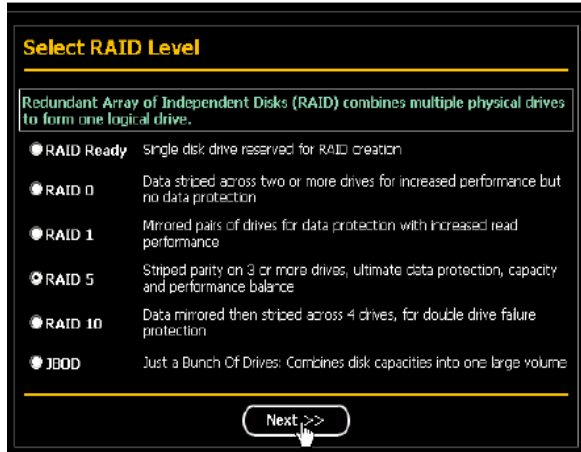 Select RAID Level
Redundant Array of Independent Disks (RAID) combines multiple physical drives
to form one logical drive.
RAID Ready Single disk drive reserved for RAID creation
RAID 0 Data striped across two or more drives for increased performance but
no data protection
RAID 1 Mirrored pairs of drives for data protection with increased read
performance
RAID 5 Striped parity on 3 or more drives, ultimate data protection, capacity
and performance balance
RAID 10 Data mirrored then striped across 4 drives, for double drive failure
protection
JBOD Just a Bunch Of Drives: Combines disk capacities into one large volume
Next >>